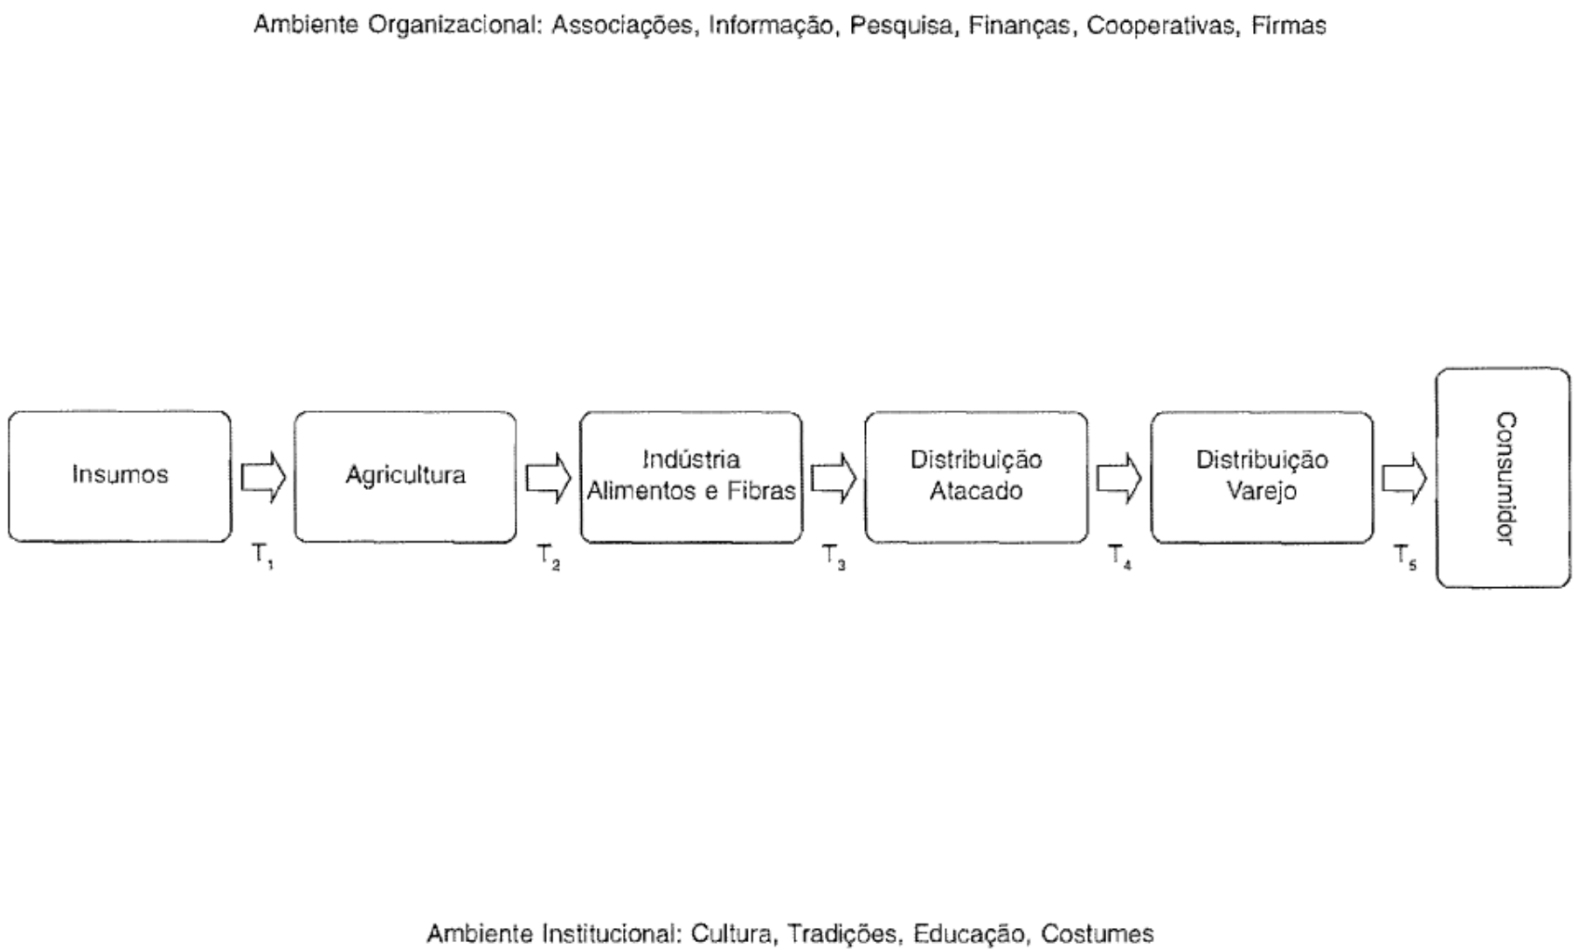 Ambiente Organizacional: Associações, Informação, Pesquisa, Finanças, Cooperativas, Firmas
Insumos
Agricultura
Indústria
Alimentos e Fibras
Distribuição
Atacado
Distribuição
Varejo
Consumidor
T1
T2
T3
T4
T5
Ambiente Institucional: Cultura, Tradições, Educação, Costumes